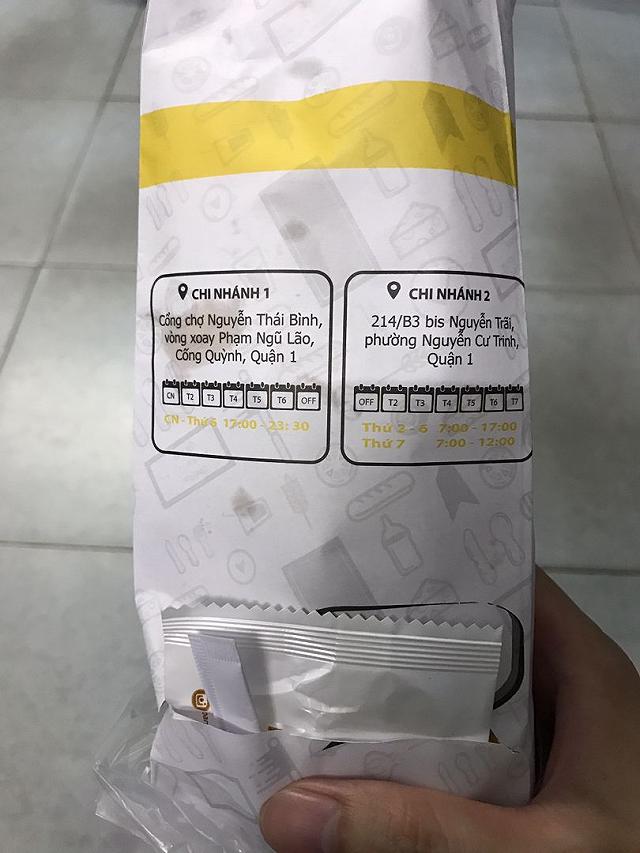 CHI NHÁNH 1
Cổng chợ Nguyễn Thái Bình,
vòng xoay Phạm Ngũ Lão,
Cống Quỳnh, Quận 1
CN T2 T3 T4 T5 T6 OFF
CN - Thứ 6 17:00 - 23:30
CHI NHÁNH 2
214/B3 bis Nguyễn Trãi,
phường Nguyễn Cư Trinh,
Quận 1
OFF T2 T3 T4 T5 T6 T7
Thứ 2 - 6 7:00 - 17:00
Thứ 7 7:00 - 12:00